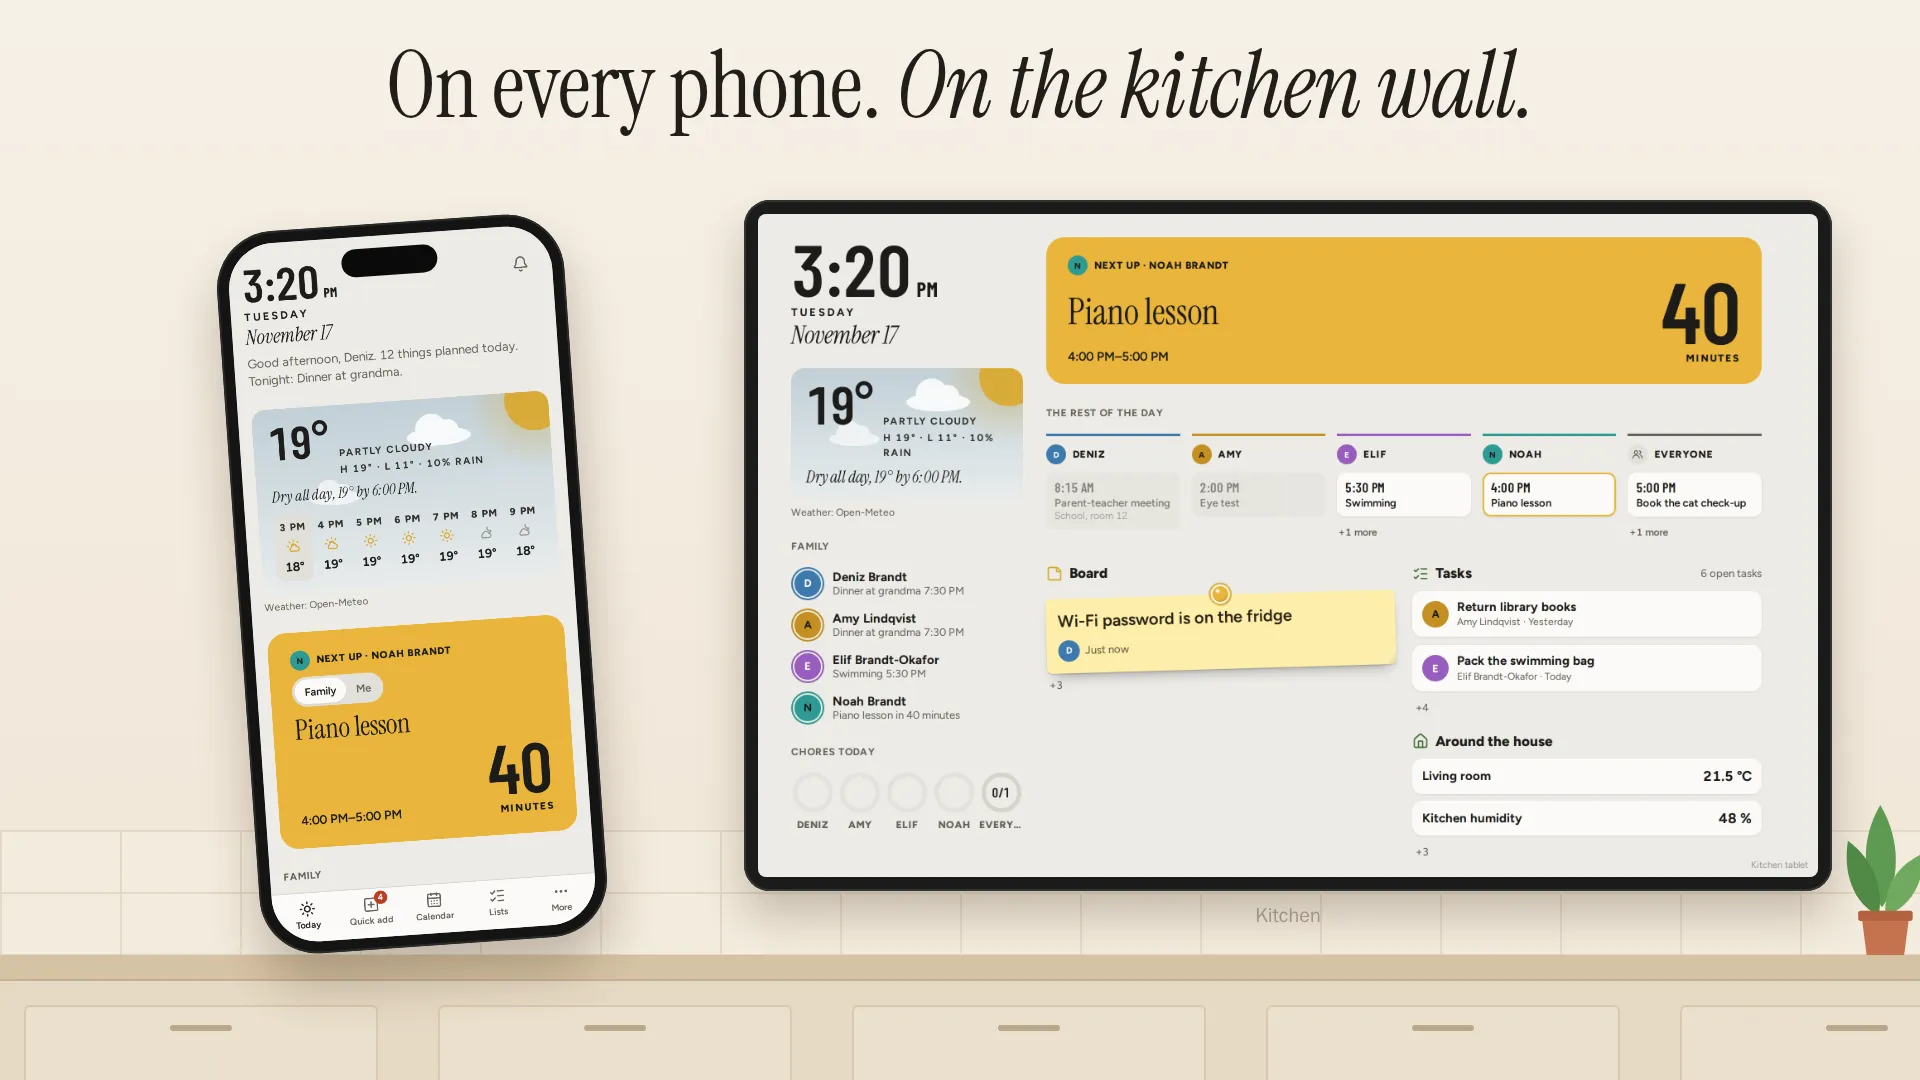 On every phone. On the kitchen wall.
3:20 PM
TUESDAY
November 17
Good afternoon, Deniz. 12 things planned today.
Tonight: Dinner at grandma.
19°
PARTLY CLOUDY
H 19° · L 11° · 10% RAIN
Dry all day, 19° by 6:00 PM.
3 PM 4 PM 5 PM 6 PM 7 PM 8 PM 9 PM
18° 19° 19° 19° 19° 19° 18°
Weather: Open-Meteo
N NEXT UP · NOAH BRANDT
Family Me
Piano lesson
40
MINUTES
4:00 PM–5:00 PM
FAMILY
4
Today Quick add Calendar Lists More
3:20 PM
TUESDAY
November 17
19°
PARTLY CLOUDY
H 19° · L 11° · 10%
RAIN
Dry all day, 19° by 6:00 PM.
Weather: Open-Meteo
FAMILY
D Deniz Brandt
Dinner at grandma 7:30 PM
A Amy Lindqvist
Dinner at grandma 7:30 PM
E Elif Brandt-Okafor
Swimming 5:30 PM
N Noah Brandt
Piano lesson in 40 minutes
CHORES TODAY
0/1
DENIZ AMY ELIF NOAH EVERY...
N NEXT UP · NOAH BRANDT
Piano lesson
4:00 PM–5:00 PM
40
MINUTES
THE REST OF THE DAY
D DENIZ
8:15 AM
Parent-teacher meeting
School, room 12
A AMY
2:00 PM
Eye test
E ELIF
5:30 PM
Swimming
+1 more
N NOAH
4:00 PM
Piano lesson
EVERYONE
5:00 PM
Book the cat check-up
+1 more
Board
Wi-Fi password is on the fridge
D Just now
+3
Tasks 6 open tasks
A Return library books
Amy Lindqvist · Yesterday
E Pack the swimming bag
Elif Brandt-Okafor · Today
+4
Around the house
Living room 21.5 °C
Kitchen humidity 48 %
+3
Kitchen tablet
Kitchen